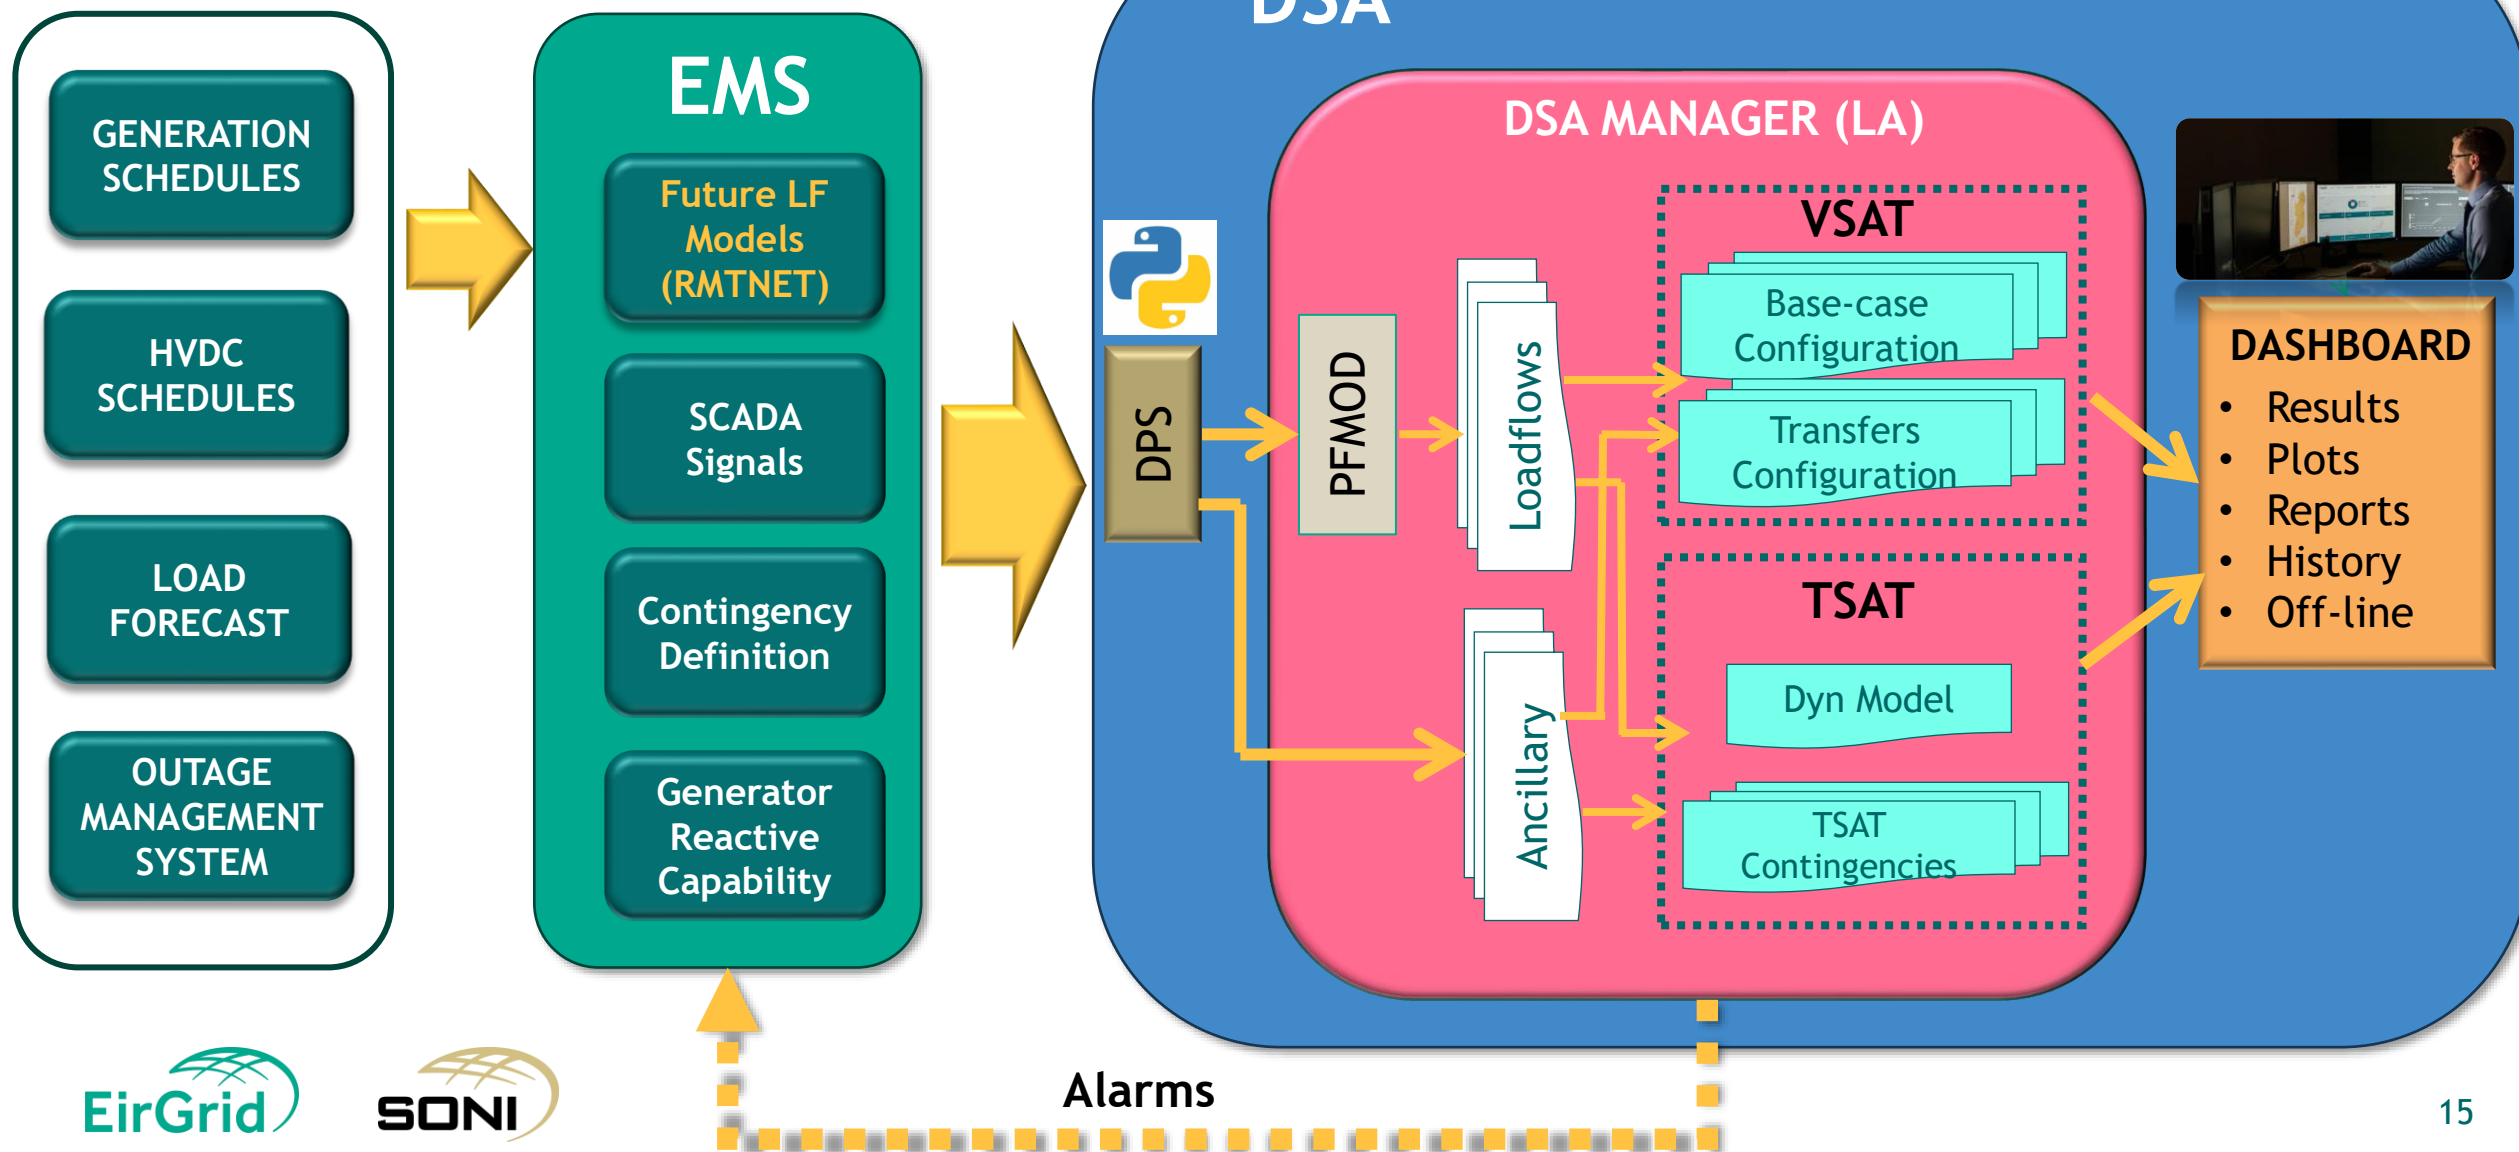 GENERATION
SCHEDULES
HVDC
SCHEDULES
LOAD
FORECAST
OUTAGE
MANAGEMENT
SYSTEM
EMS
Future LF
Models
(RMTNET)
SCADA
Signals
Contingency
Definition
Generator
Reactive
Capability
DSA
DSA MANAGER (LA)
DPS
PFMOD
Loadflows
Ancillary
VSAT
Base-case
Configuration
Transfers
Configuration
TSAT
Dyn Model
TSAT
Contingencies
DASHBOARD
• Results
• Plots
• Reports
• History
• Off-line
Alarms
EirGrid
SONI
15